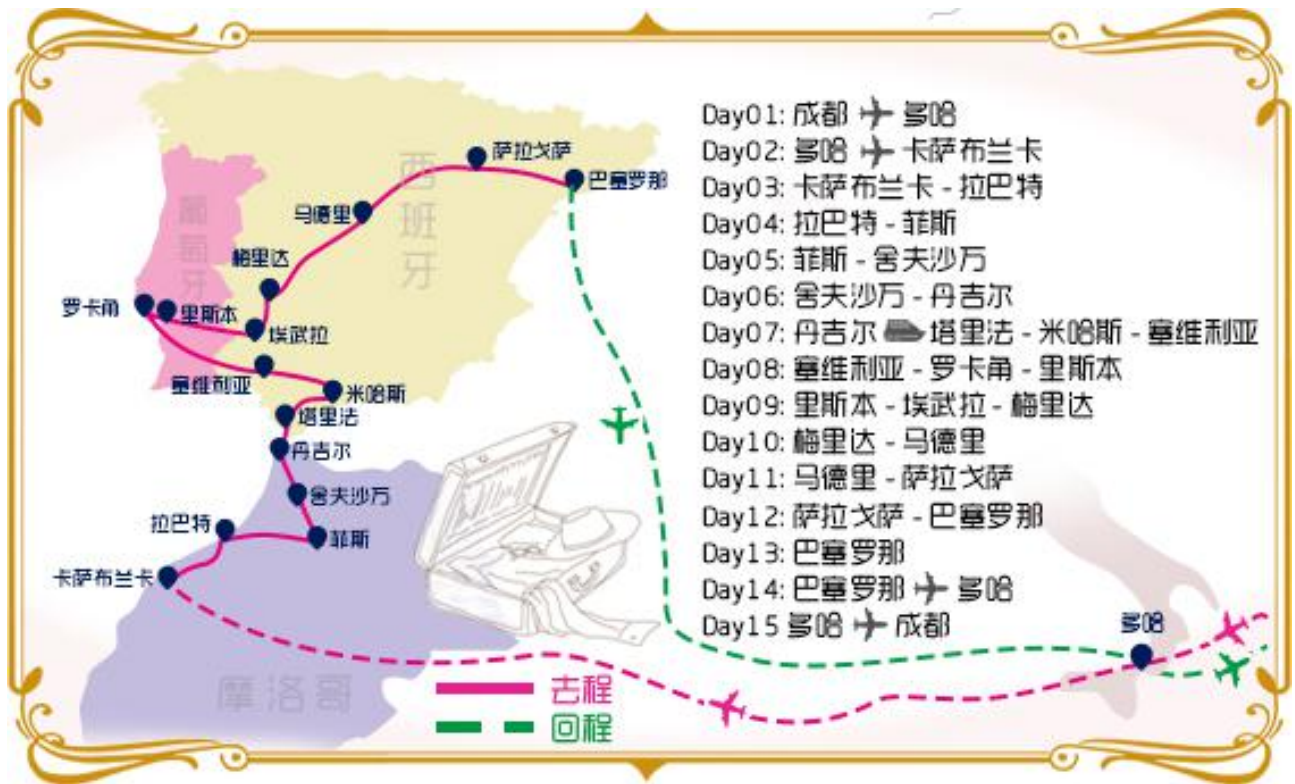 Day01: 成都 多哈
Day02: 多哈 卡萨布兰卡
Day03: 卡萨布兰卡 - 拉巴特
Day04: 拉巴特 - 菲斯
Day05: 菲斯 - 舍夫沙万
Day06: 舍夫沙万 - 丹吉尔
Day07: 丹吉尔 塔里法 - 米哈斯 - 塞维利亚
Day08: 塞维利亚 - 罗卡角 - 里斯本
Day09: 里斯本 - 埃武拉 - 梅里达
Day10: 梅里达 - 马德里
Day11: 马德里 - 萨拉戈萨
Day12: 萨拉戈萨 - 巴塞罗那
Day13: 巴塞罗那
Day14: 巴塞罗那 多哈
Day15 多哈 成都
西班牙
葡萄牙
摩洛哥
萨拉戈萨
巴塞罗那
马德里
梅里达
罗卡角
里斯本
埃武拉
塞维利亚
米哈斯
塔里法
丹吉尔
舍夫沙万
拉巴特
菲斯
卡萨布兰卡
多哈
去程
回程